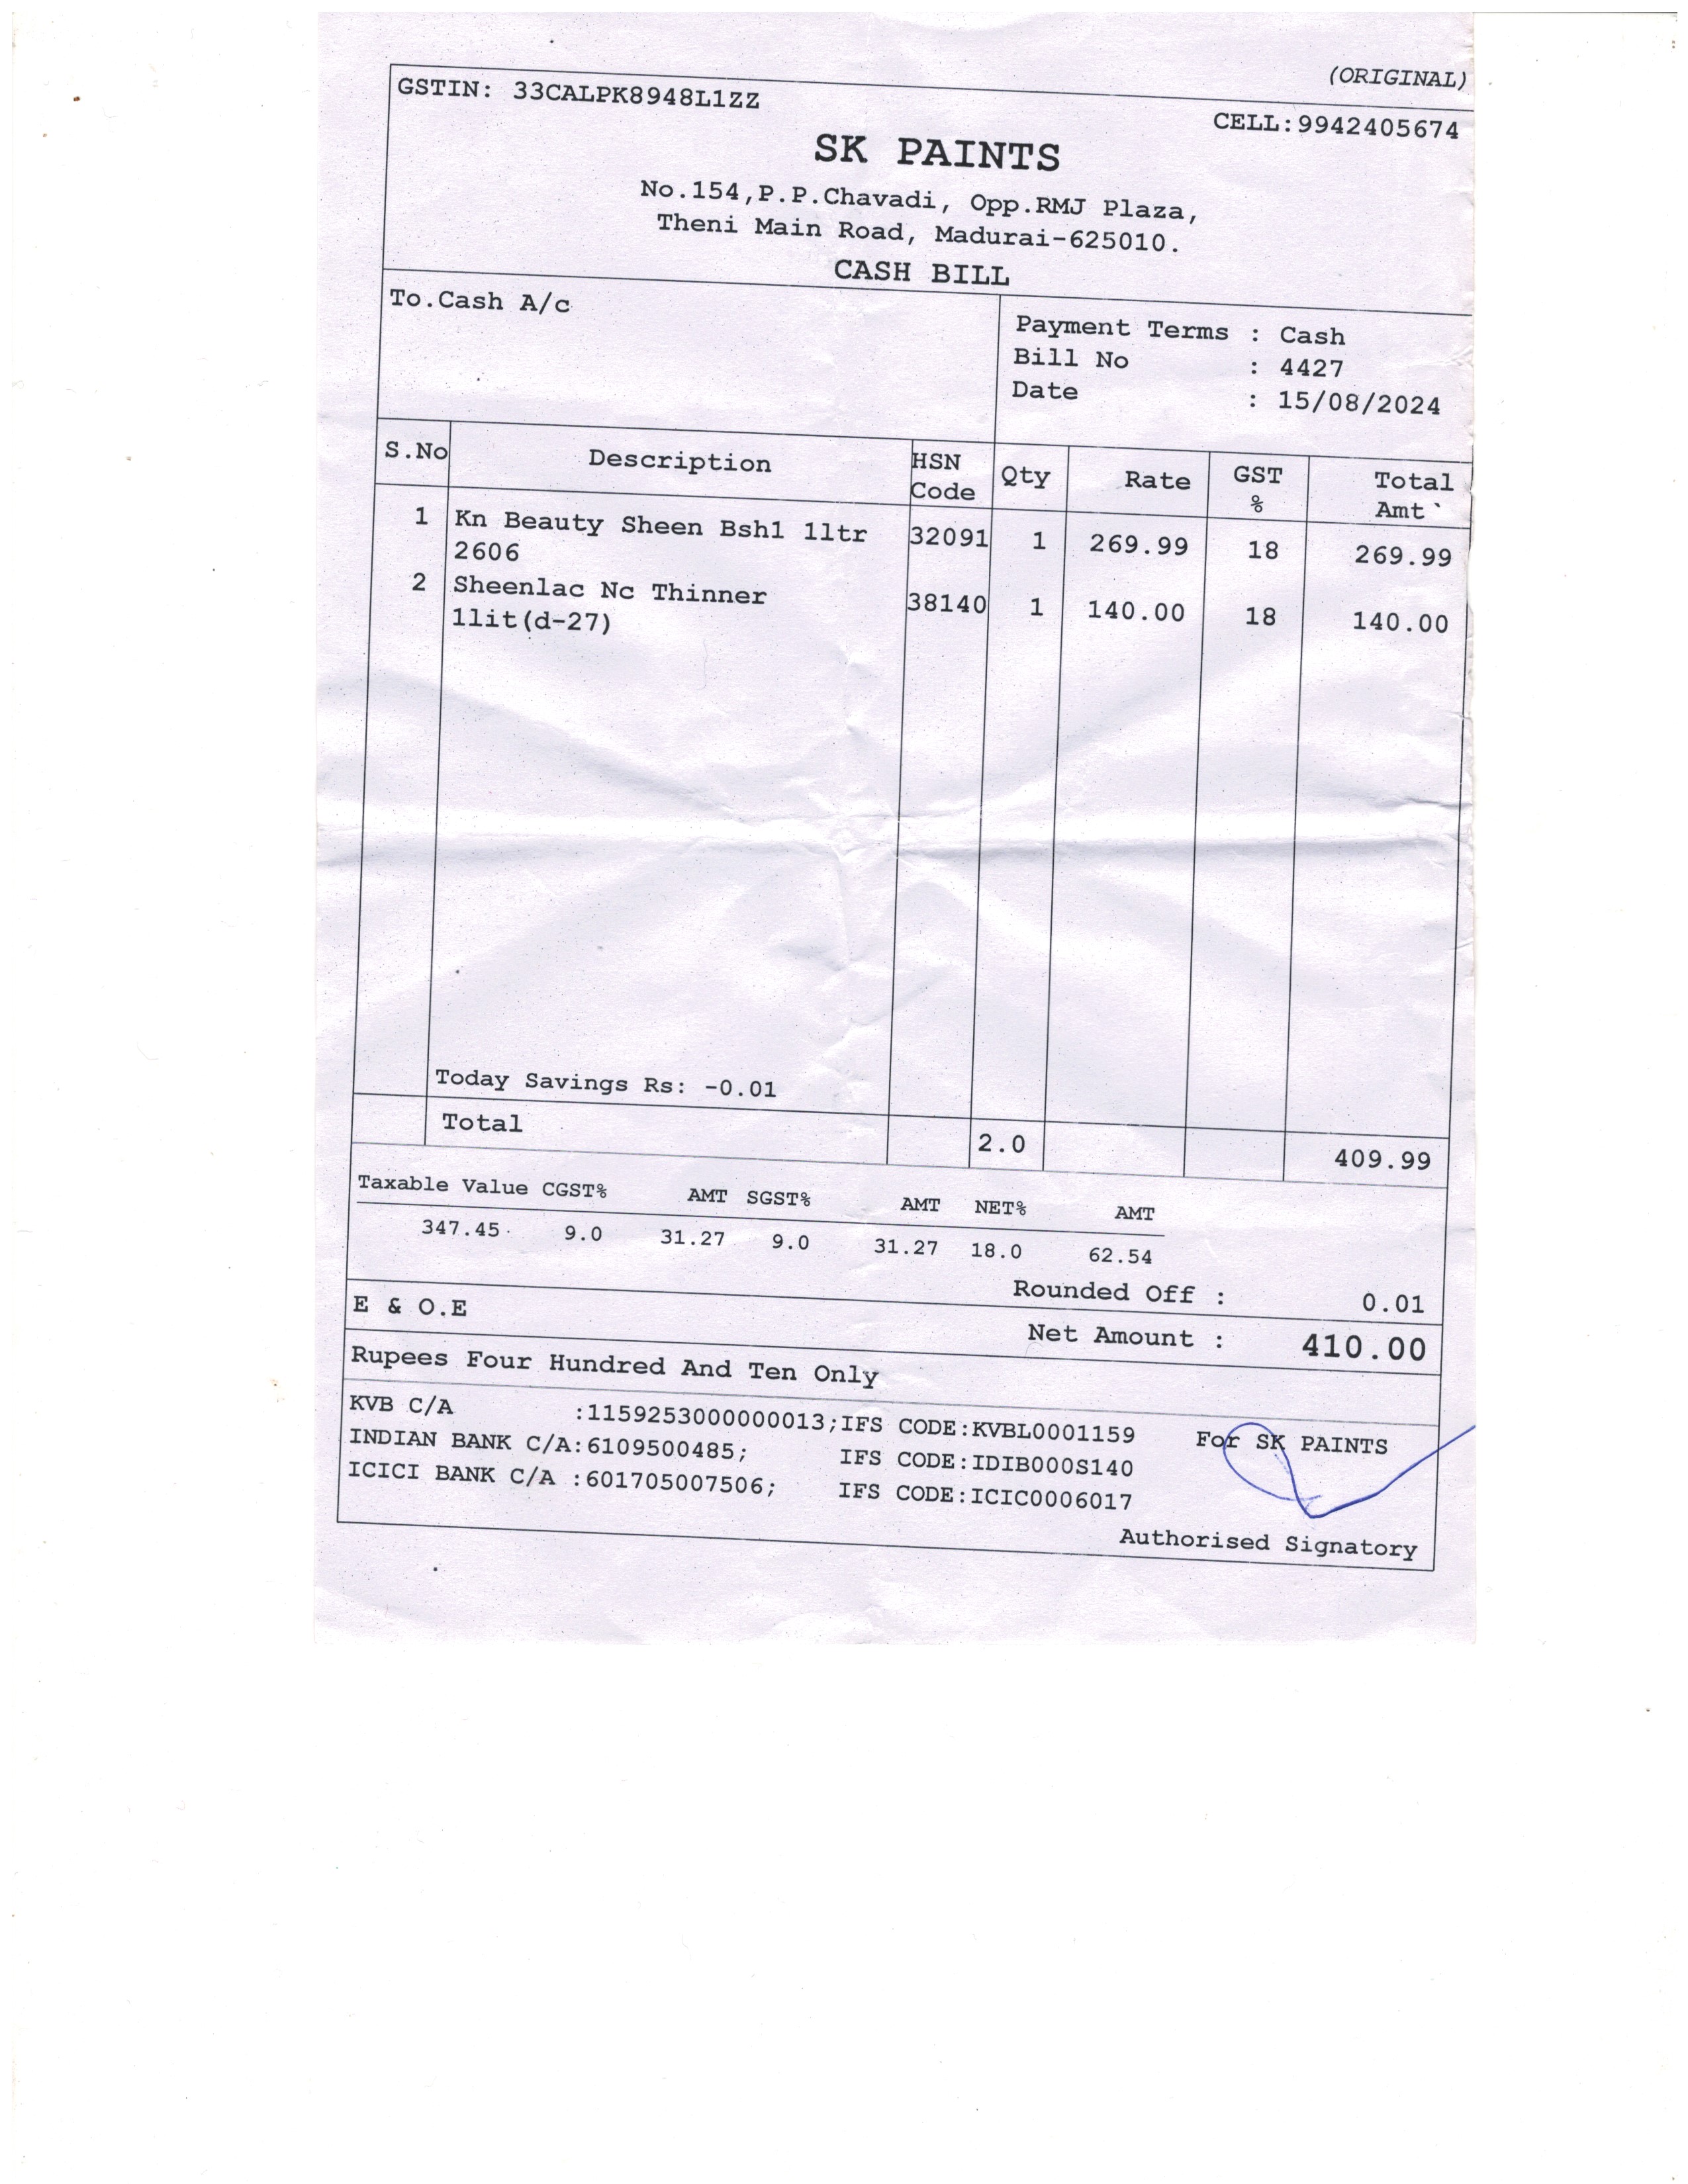 (ORIGINAL)
GSTIN: 33CALPK8948L1ZZ
CELL:9942405674
SK PAINTS
No.154,P.P.Chavadi, Opp.RMJ Plaza,
Theni Main Road, Madurai-625010.
CASH BILL
To.Cash A/c
Payment Terms : Cash
Bill No : 4427
Date : 15/08/2024
S.No Description HSN Code Qty Rate GST % Total Amt`
1 Kn Beauty Sheen Bsh1 1ltr 32091 1 269.99 18 269.99
2606
2 Sheenlac Nc Thinner 38140 1 140.00 18 140.00
1lit(d-27)
Today Savings Rs: -0.01
Total 2.0 409.99
Taxable Value CGST% AMT SGST% AMT NET% AMT
347.45 9.0 31.27 9.0 31.27 18.0 62.54
Rounded Off : 0.01
E & O.E
Net Amount : 410.00
Rupees Four Hundred And Ten Only
KVB C/A :1159253000000013;IFS CODE:KVBL0001159
INDIAN BANK C/A:6109500485; IFS CODE:IDIB000S140
ICICI BANK C/A :601705007506; IFS CODE:ICIC0006017
For SK PAINTS
Authorised Signatory